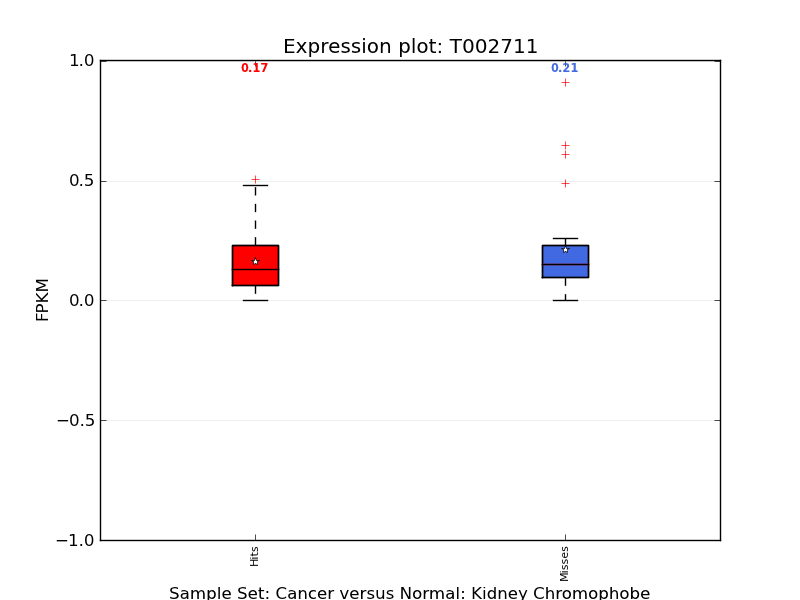 Expression plot: T002711
0.17
0.21
1.0
0.5
0.0
−0.5
−1.0
FPKM
Hits
Misses
Sample Set: Cancer versus Normal: Kidney Chromophobe